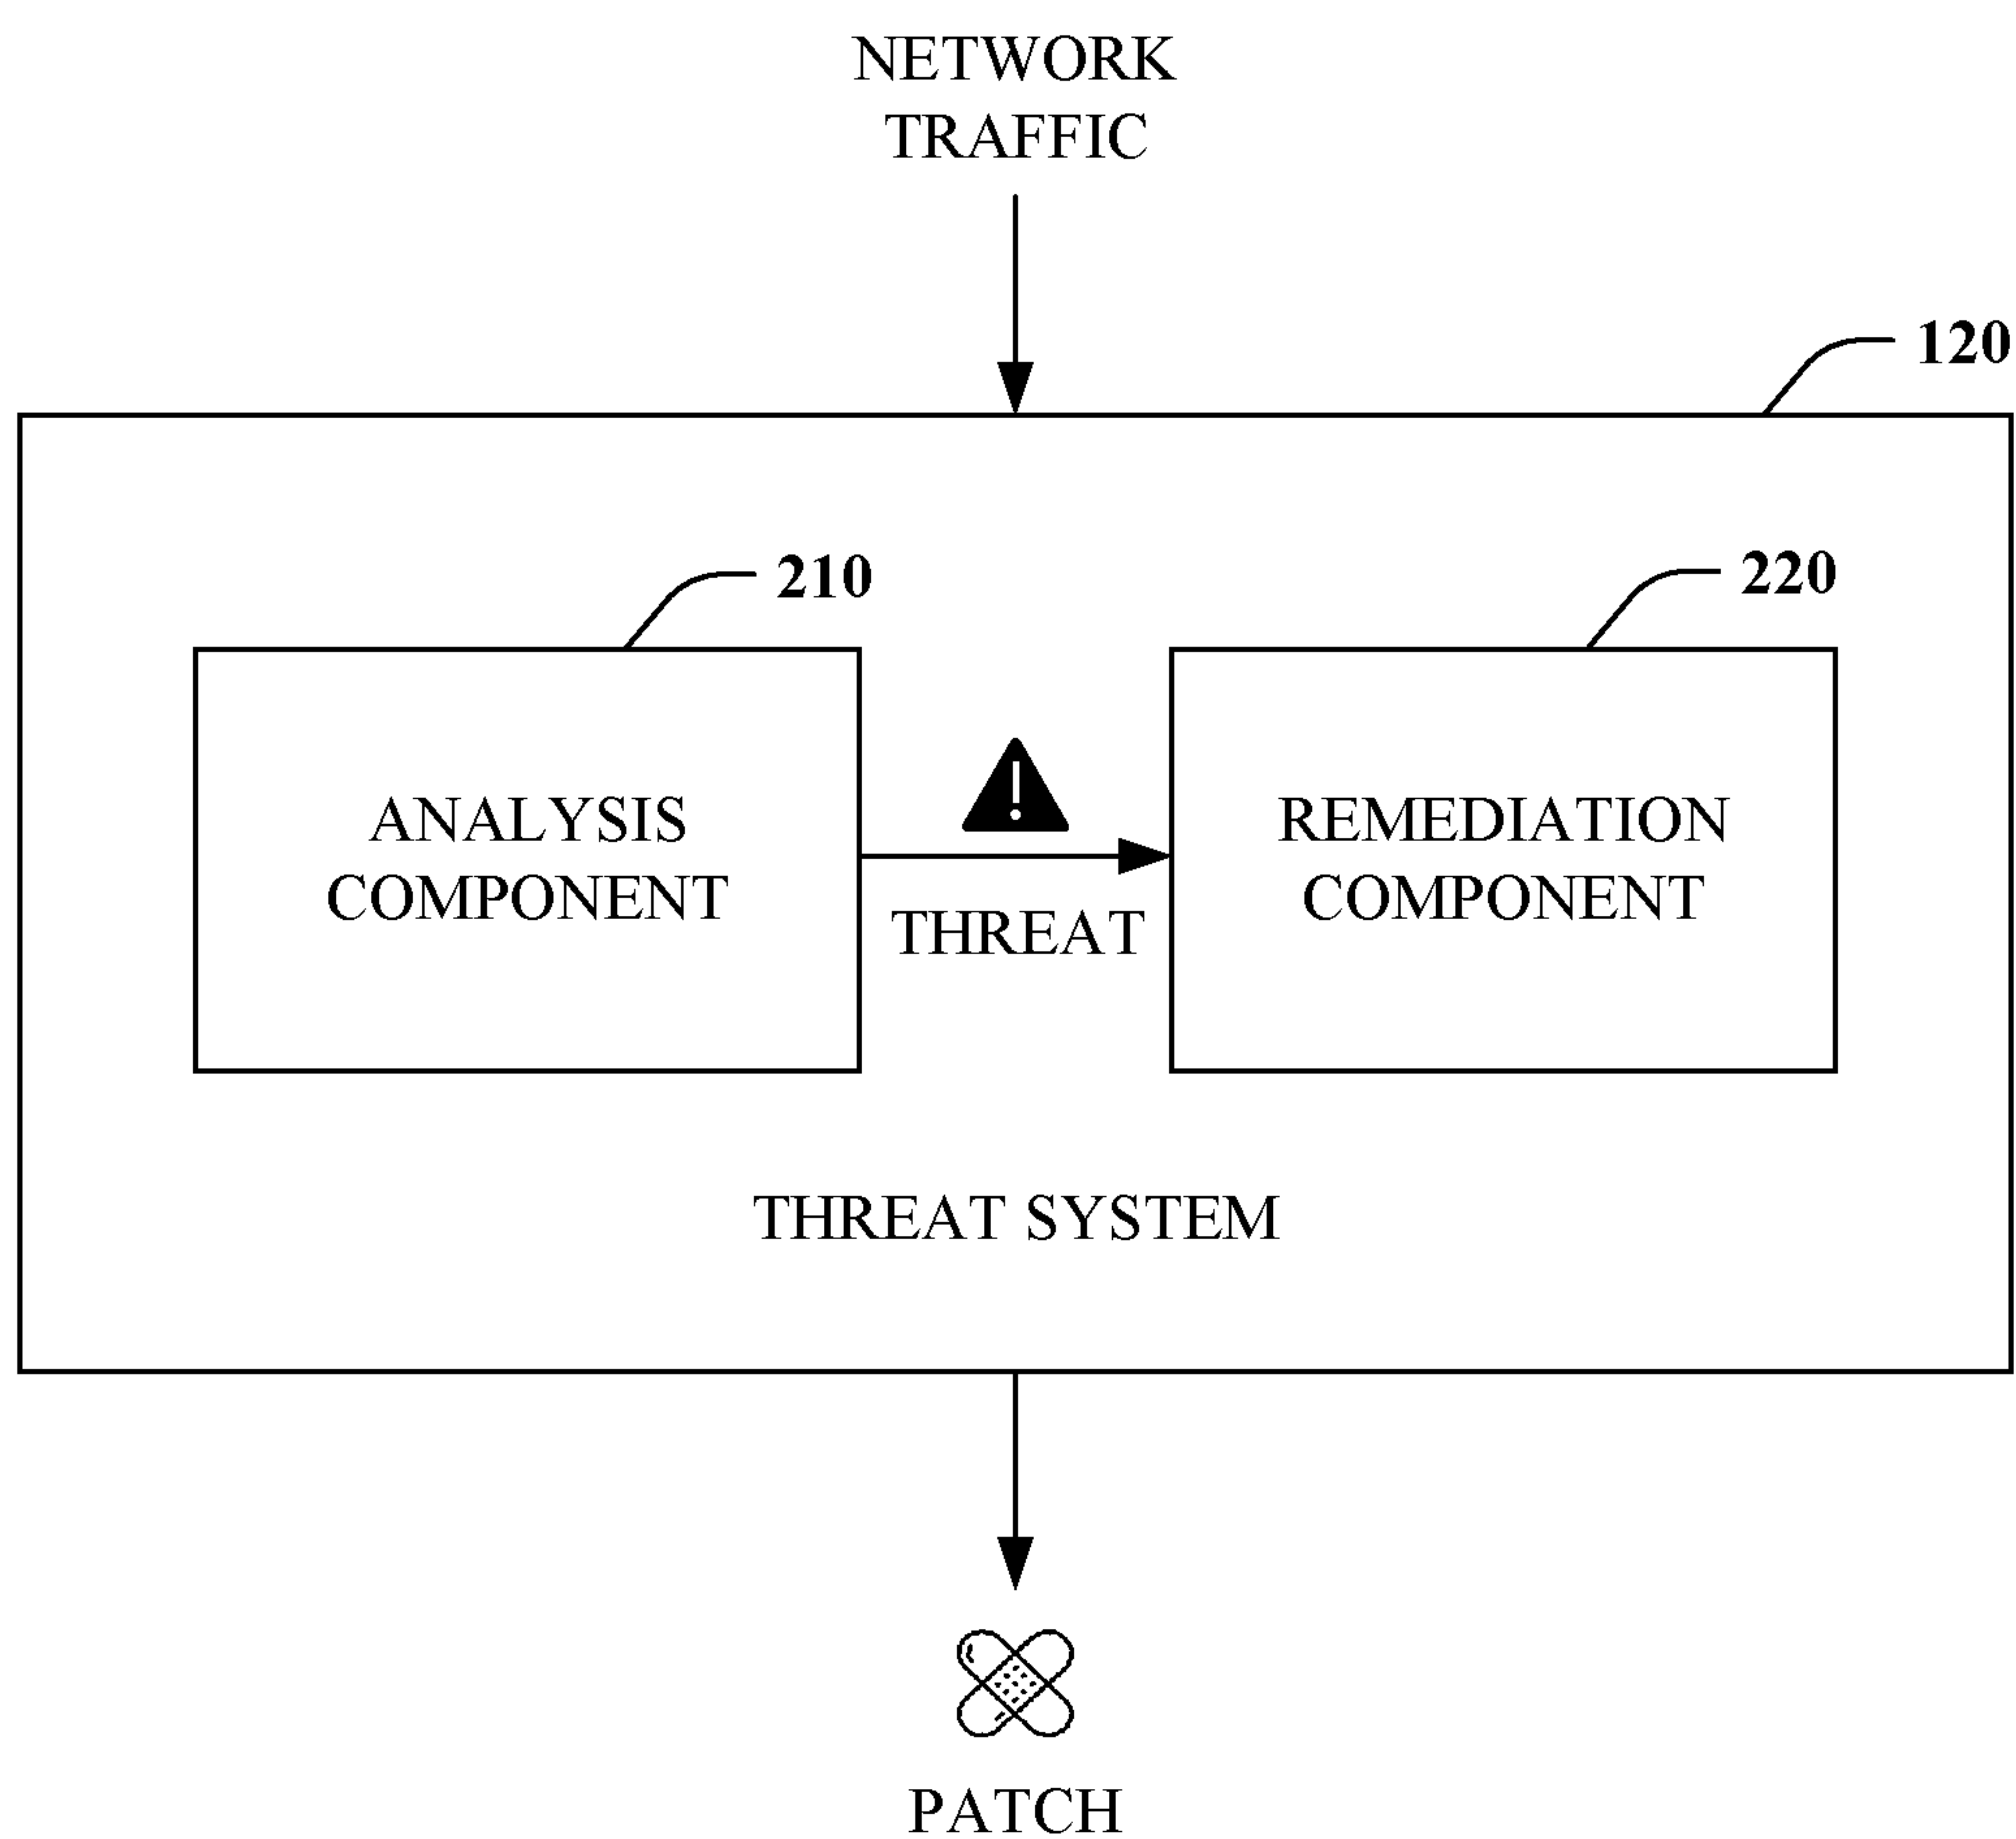 NETWORK
TRAFFIC
120
210
220
ANALYSIS
COMPONENT
THREAT
REMEDIATION
COMPONENT
THREAT SYSTEM
PATCH